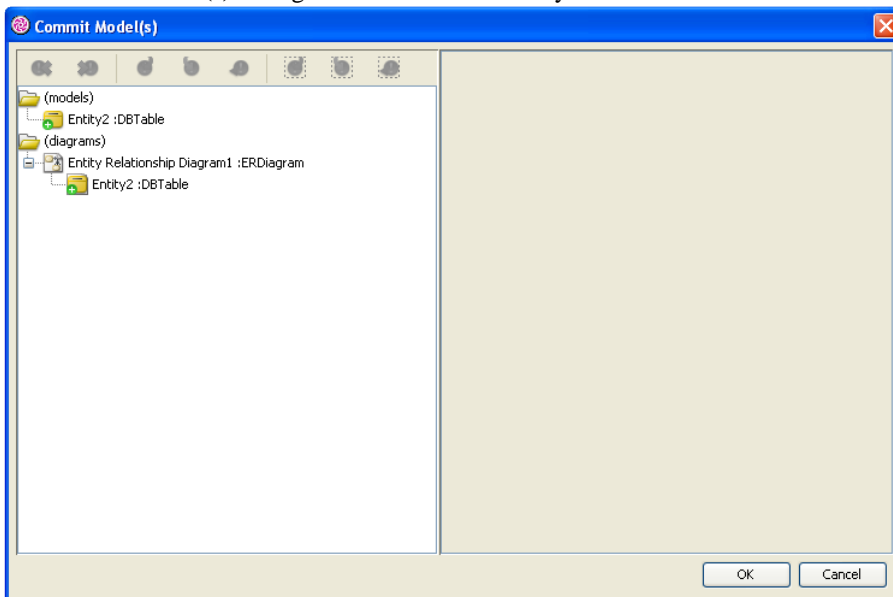 Commit Model(s)
(models)
Entity2 :DBTable
(diagrams)
Entity Relationship Diagram1 :ERDiagram
Entity2 :DBTable
OK Cancel